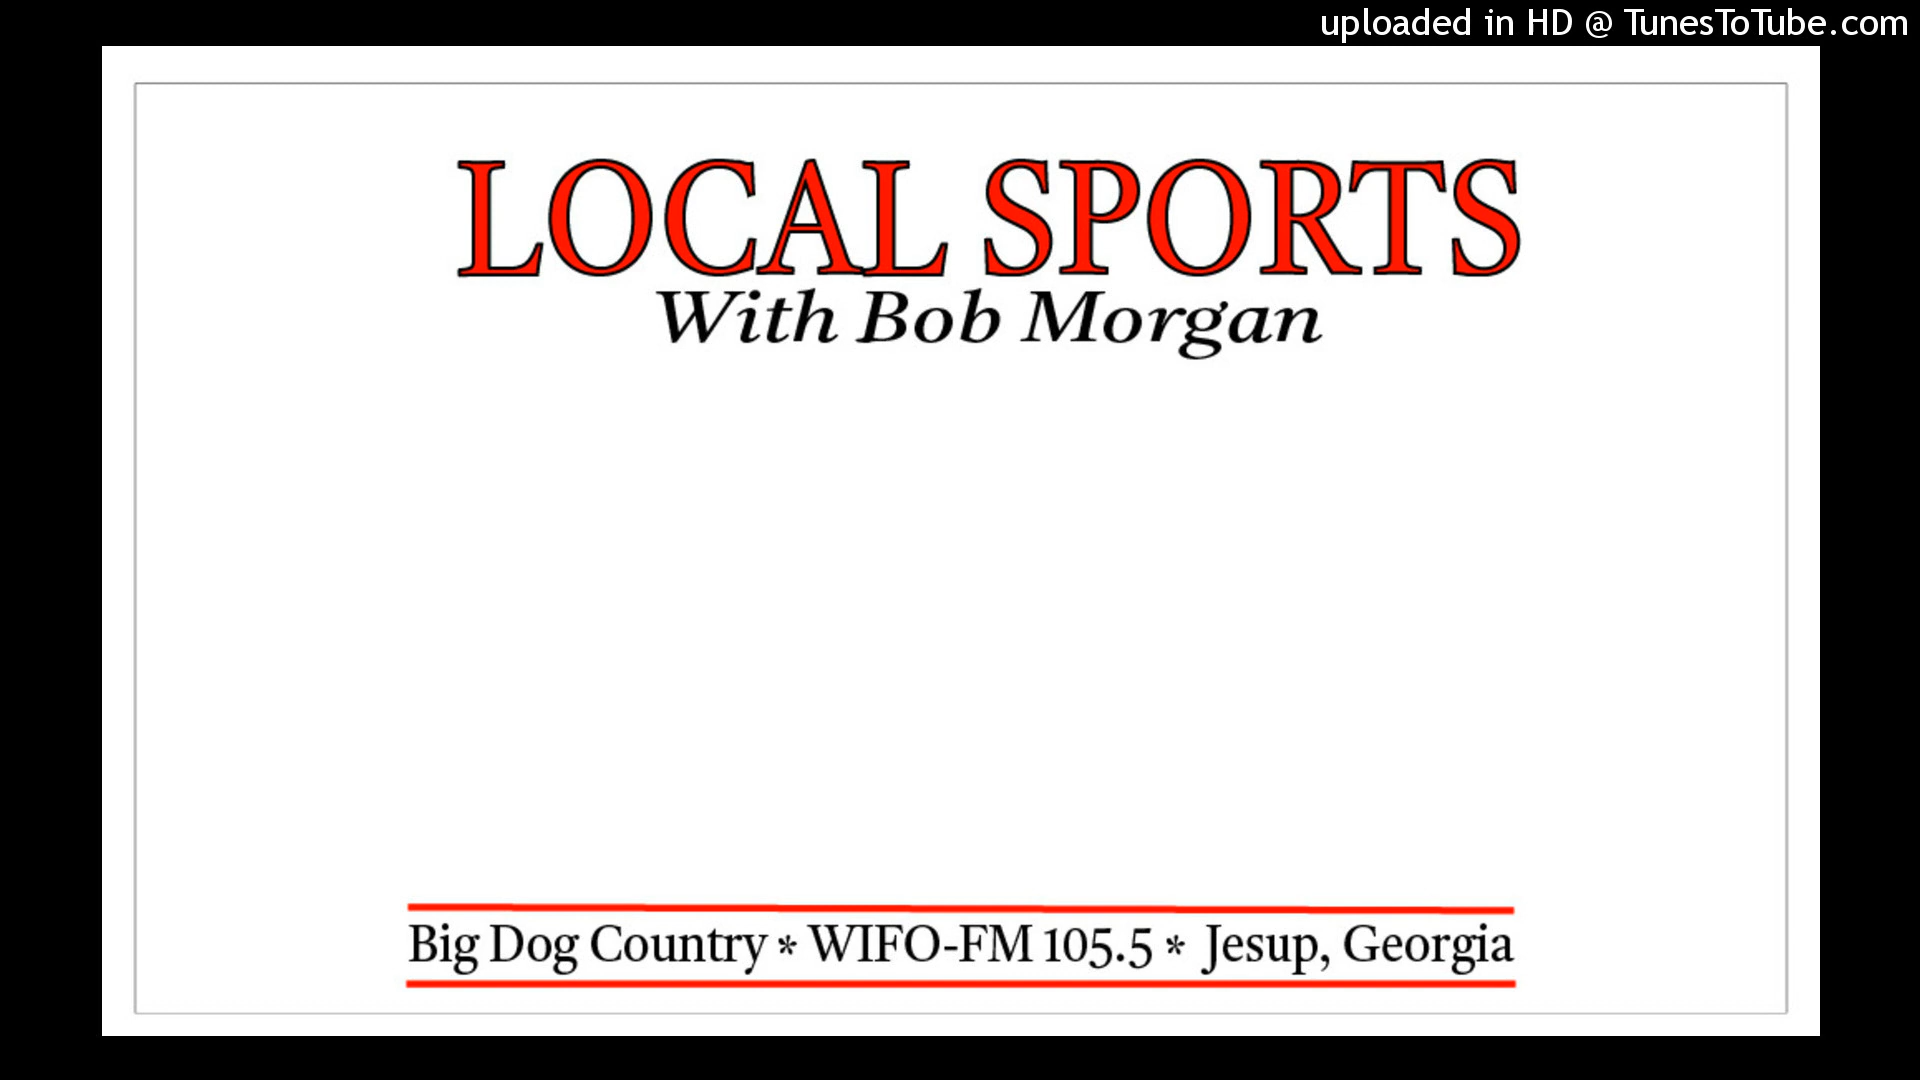 uploaded in HD @ TunesToTube.com
LOCAL SPORTS
With Bob Morgan
Big Dog Country * WIFO-FM 105.5 * Jesup, Georgia